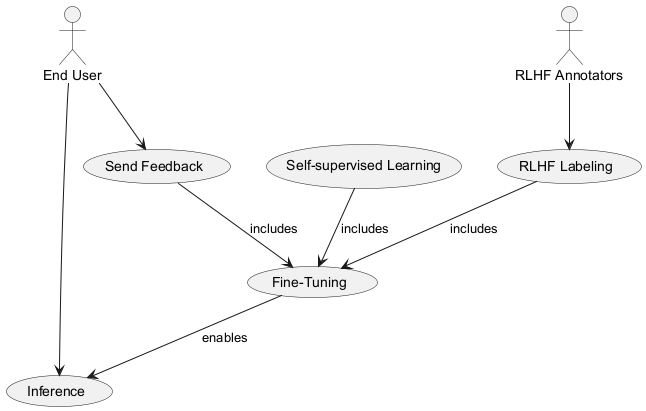 End User
RLHF Annotators
Send Feedback
Self-supervised Learning
RLHF Labeling
includes
includes
includes
Fine-Tuning
enables
Inference